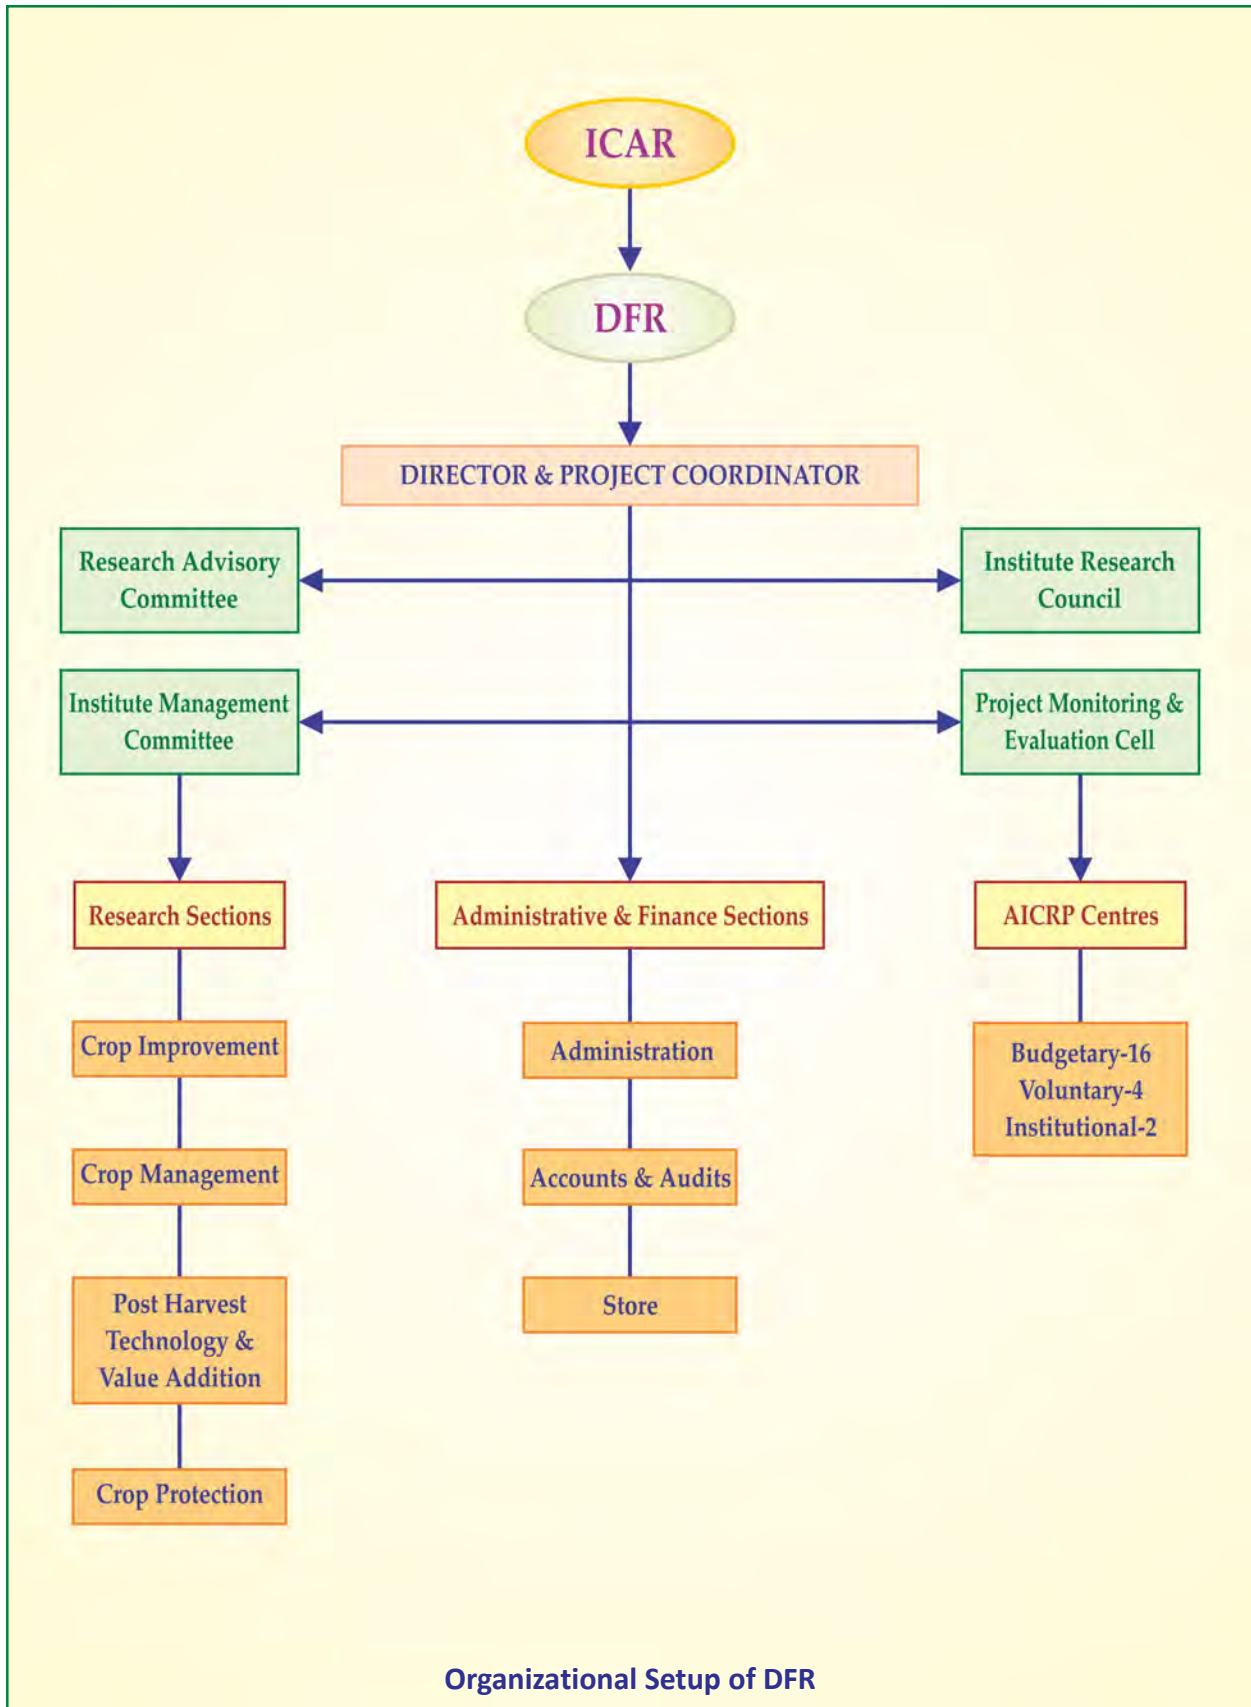 ICAR
DFR
DIRECTOR & PROJECT COORDINATOR
Research Advisory
Committee
Institute Research
Council
Institute Management
Committee
Project Monitoring &
Evaluation Cell
Research Sections
Administrative & Finance Sections
AICRP Centres
Crop Improvement
Crop Management
Post Harvest
Technology &
Value Addition
Crop Protection
Administration
Accounts & Audits
Store
Budgetary-16
Voluntary-4
Institutional-2
Organizational Setup of DFR